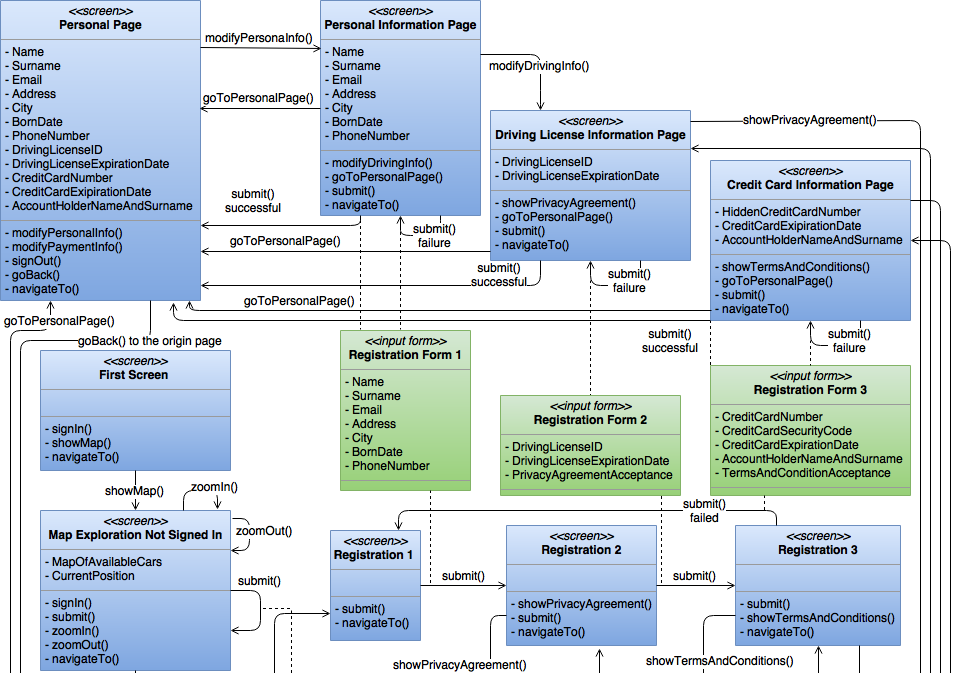 <<screen>>
Personal Page
- Name
- Surname
- Email
- Address
- City
- BornDate
- PhoneNumber
- DrivingLicenseID
- DrivingLicenseExpirationDate
- CreditCardNumber
- CreditCardExipirationDate
- AccountHolderNameAndSurname
- modifyPersonalInfo()
- modifyPaymentInfo()
- signOut()
- goBack()
- navigateTo()
modifyPersonaInfo()
goToPersonalPage()
<<screen>>
Personal Information Page
- Name
- Surname
- Email
- Address
- City
- BornDate
- PhoneNumber
- modifyDrivingInfo()
- goToPersonalPage()
- submit()
- navigateTo()
modifyDrivingInfo()
submit()
successful
submit()
failure
goToPersonalPage()
<<screen>>
Driving License Information Page
- DrivingLicenseID
- DrivingLicenseExpirationDate
- showPrivacyAgreement()
- goToPersonalPage()
- submit()
- navigateTo()
showPrivacyAgreement()
submit()
successful
submit()
failure
<<screen>>
Credit Card Information Page
- HiddenCreditCardNumber
- CreditCardExpirationDate
- AccountHolderNameAndSurname
- showTermsAndConditions()
- goToPersonalPage()
- submit()
- navigateTo()
goToPersonalPage()
submit()
successful
submit()
failure
goToPersonalPage()
goBack() to the origin page
<<screen>>
First Screen
- signIn()
- showMap()
- navigateTo()
<<input form>>
Registration Form 1
- Name
- Surname
- Email
- Address
- City
- BornDate
- PhoneNumber
<<input form>>
Registration Form 2
- DrivingLicenseID
- DrivingLicenseExpirationDate
- PrivacyAgreementAcceptance
<<input form>>
Registration Form 3
- CreditCardNumber
- CreditCardSecurityCode
- CreditCardExpirationDate
- AccountHolderNameAndSurname
- TermsAndConditionAcceptance
showMap()
zoomIn()
zoomOut()
submit()
<<screen>>
Map Exploration Not Signed In
- MapOfAvailableCars
- CurrentPosition
- signIn()
- submit()
- zoomIn()
- zoomOut()
- navigateTo()
submit()
failed
<<screen>>
Registration 1
- submit()
- navigateTo()
submit()
<<screen>>
Registration 2
- showPrivacyAgreement()
- submit()
- navigateTo()
submit()
<<screen>>
Registration 3
- submit()
- showTermsAndConditions()
- navigateTo()
showPrivacyAgreement()
showTermsAndConditions()